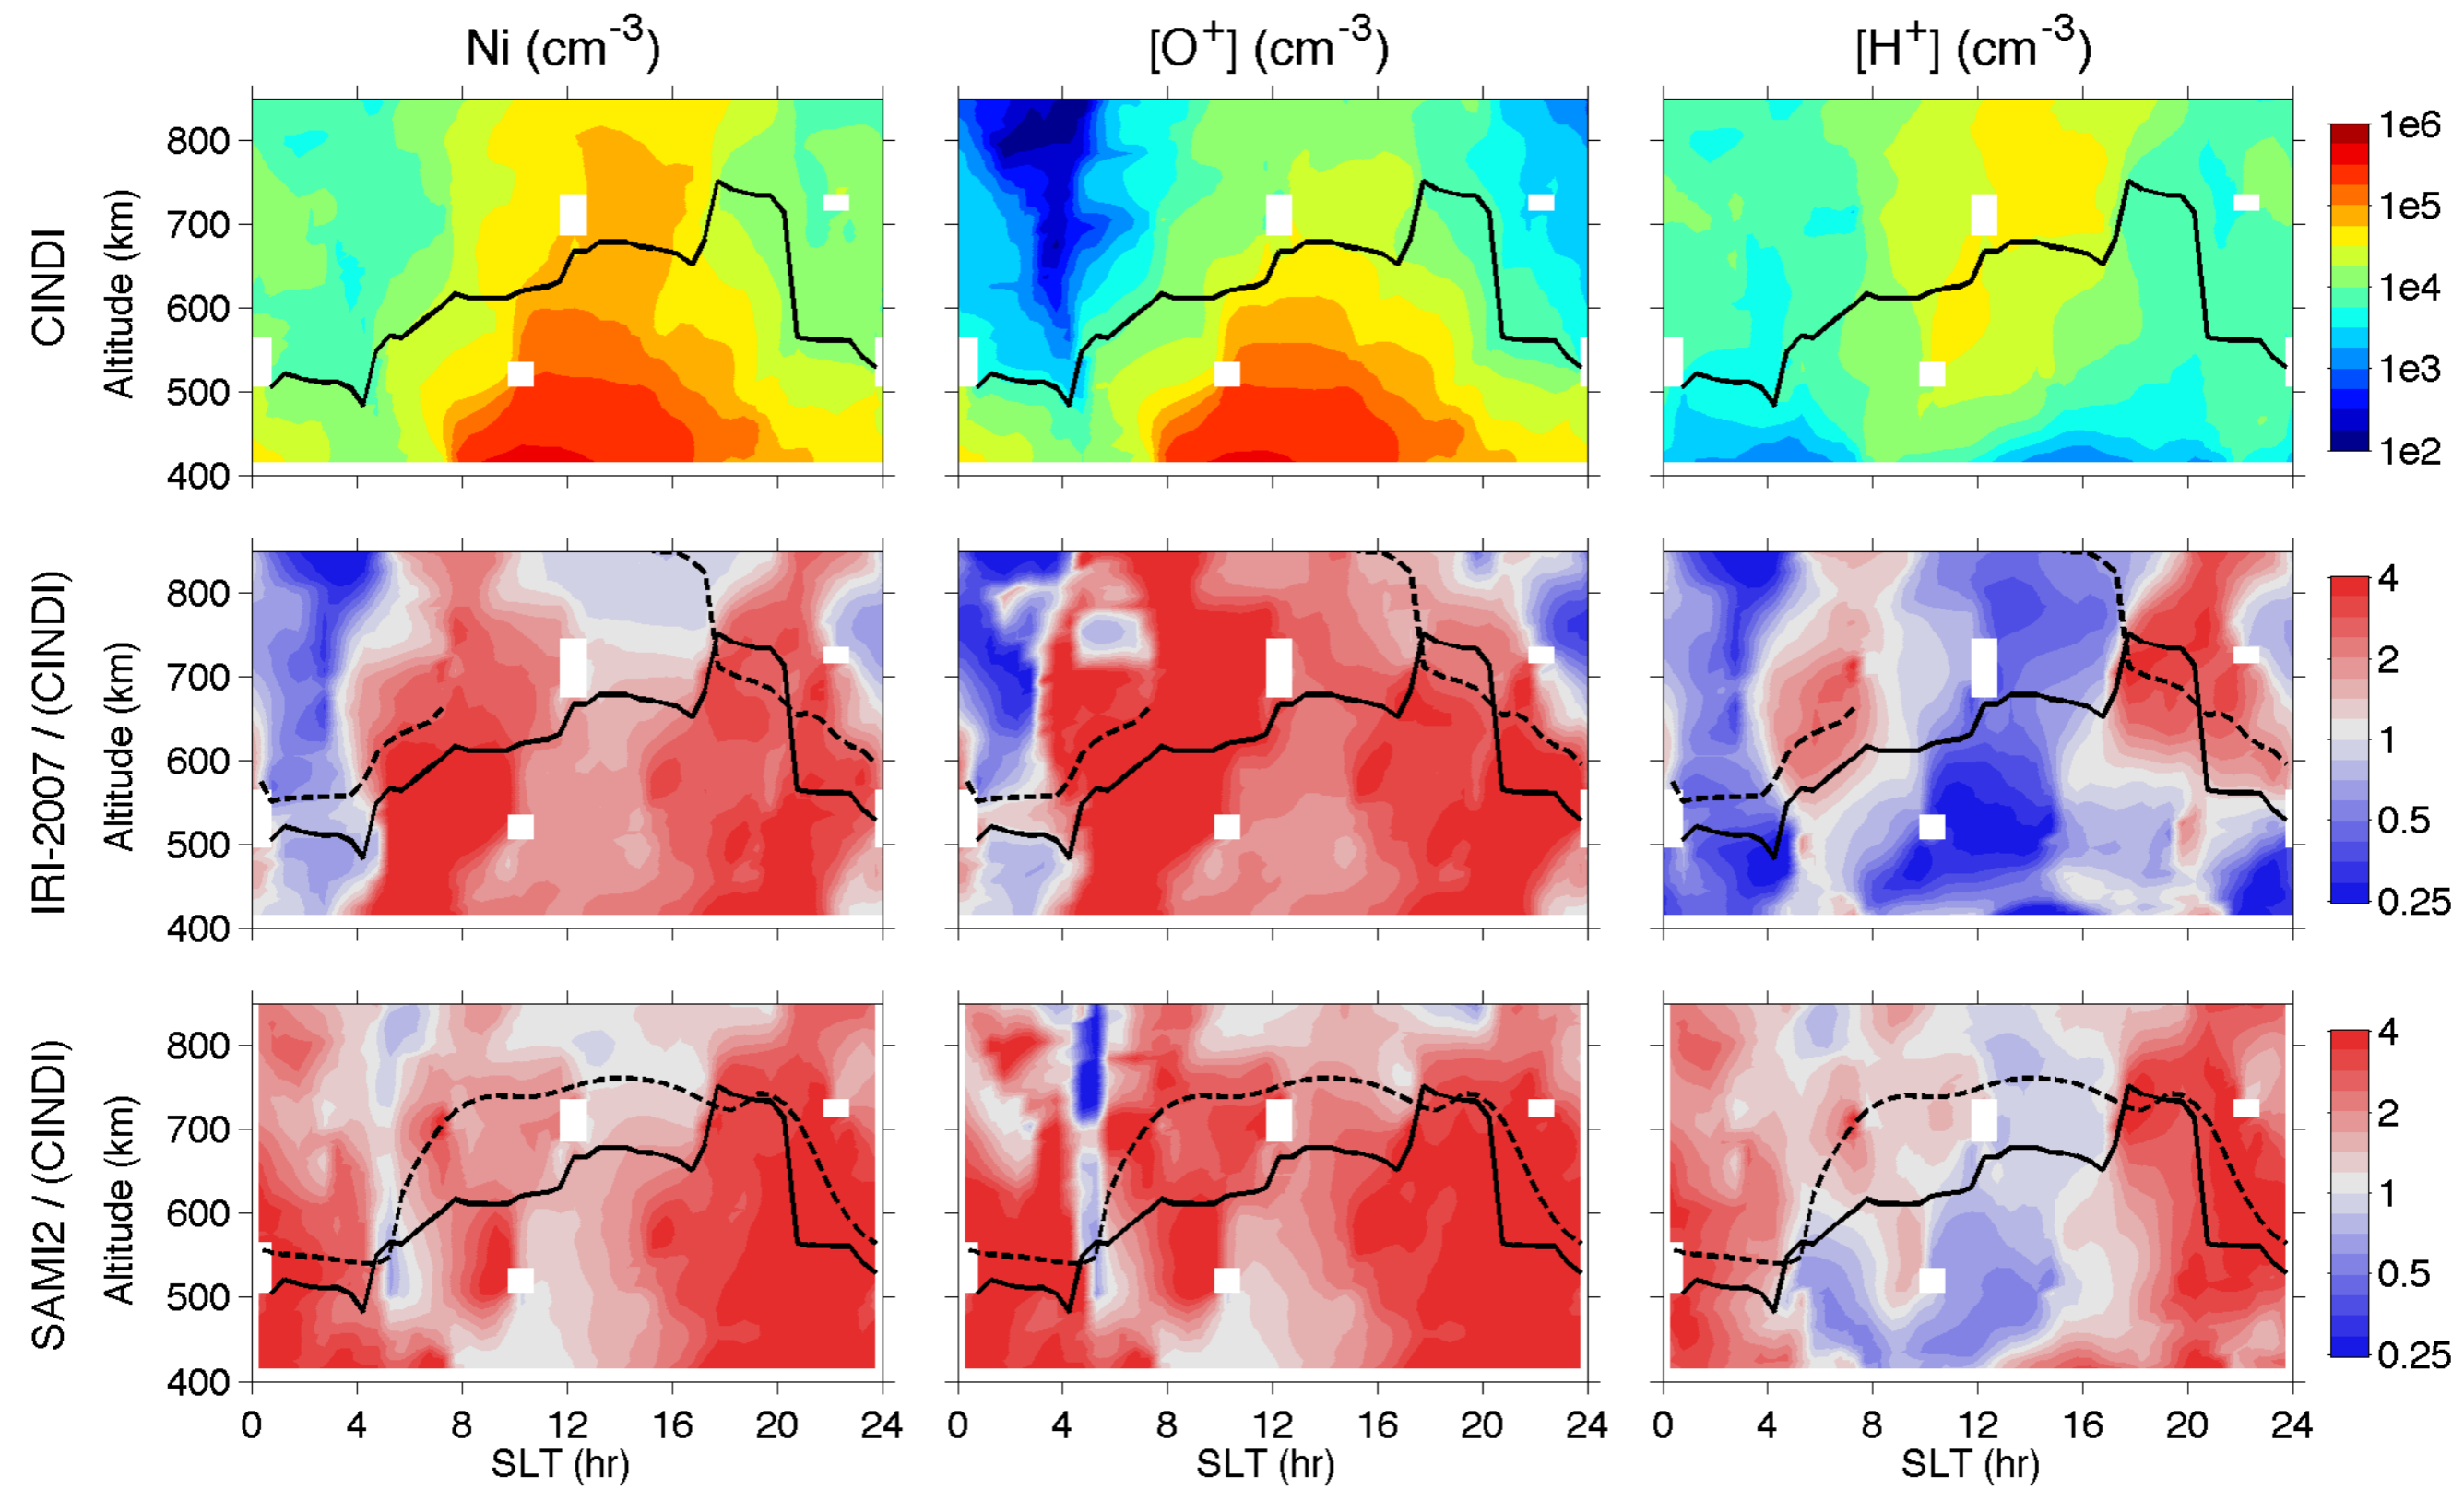 Ni (cm-3)
[O+] (cm-3)
[H+] (cm-3)
CINDI
Altitude (km)
800
700
600
500
400
1e6
1e5
1e4
1e3
1e2
IRI-2007 / (CINDI)
Altitude (km)
800
700
600
500
400
4
2
1
0.5
0.25
SAMI2 / (CINDI)
Altitude (km)
800
700
600
500
400
4
2
1
0.5
0.25
0 4 8 12 16 20 24
0 4 8 12 16 20 24
0 4 8 12 16 20 24
SLT (hr)
SLT (hr)
SLT (hr)